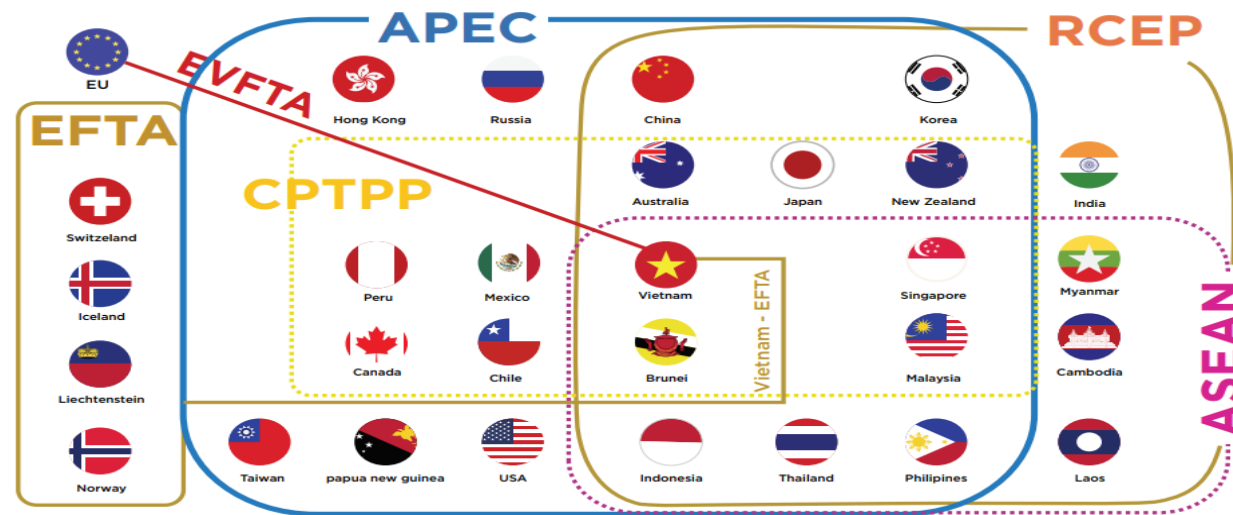 APEC
RCEP
EU
EVFTA
Hong Kong
Russia
China
Korea
EFTA
CPTPP
Australia
Japan
New Zealand
India
Switzeland
Peru
Mexico
Vietnam
Singapore
Myanmar
Iceland
Vietnam - EFTA
ASEAN
Canada
Chile
Brunei
Malaysia
Cambodia
Liechtenstein
Norway
Taiwan
papua new guinea
USA
Indonesia
Thailand
Philipines
Laos